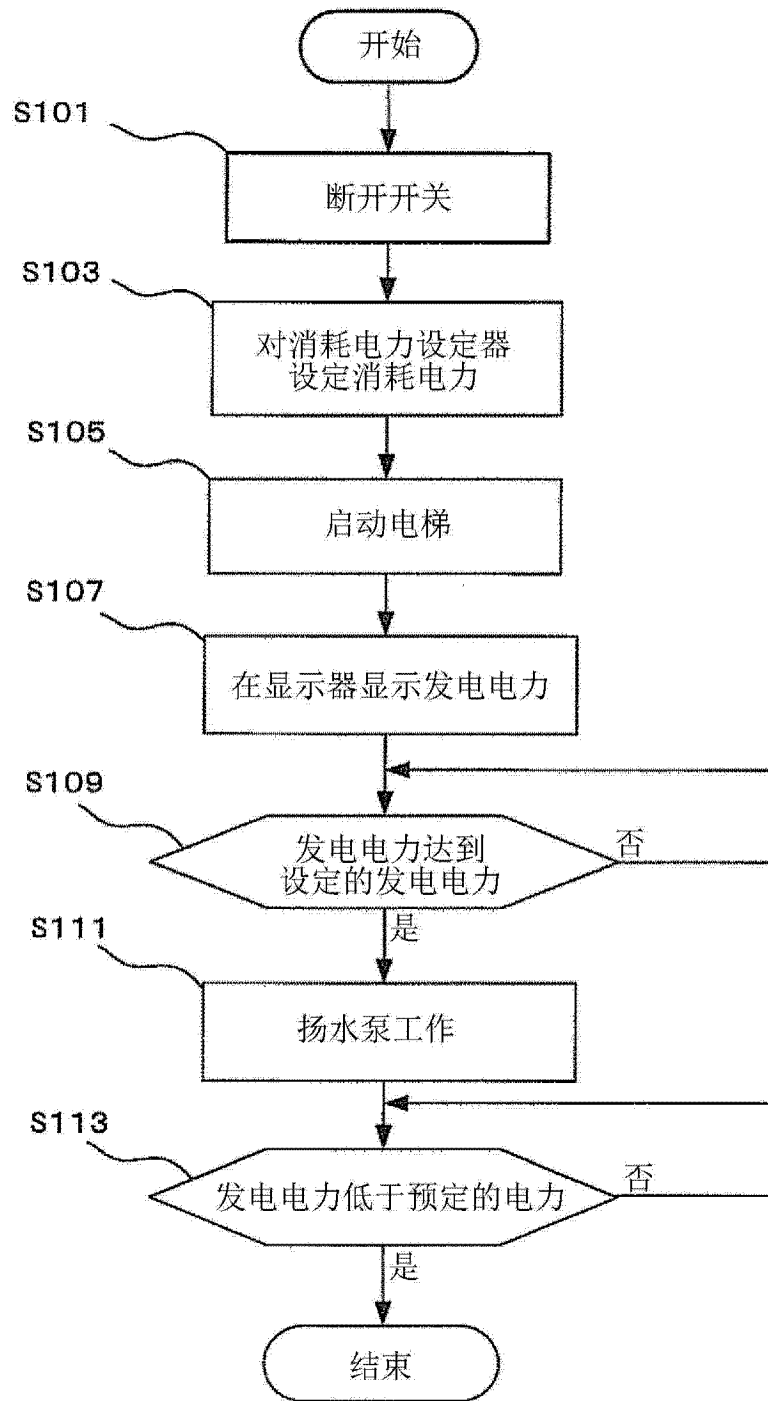 开始
S101
断开开关
S103
对消耗电力设定器
设定消耗电力
S105
启动电梯
S107
在显示器显示发电电力
S109
发电电力达到
设定的发电电力
否
是
S111
扬水泵工作
S113
发电电力低于预定的电力
否
是
结束